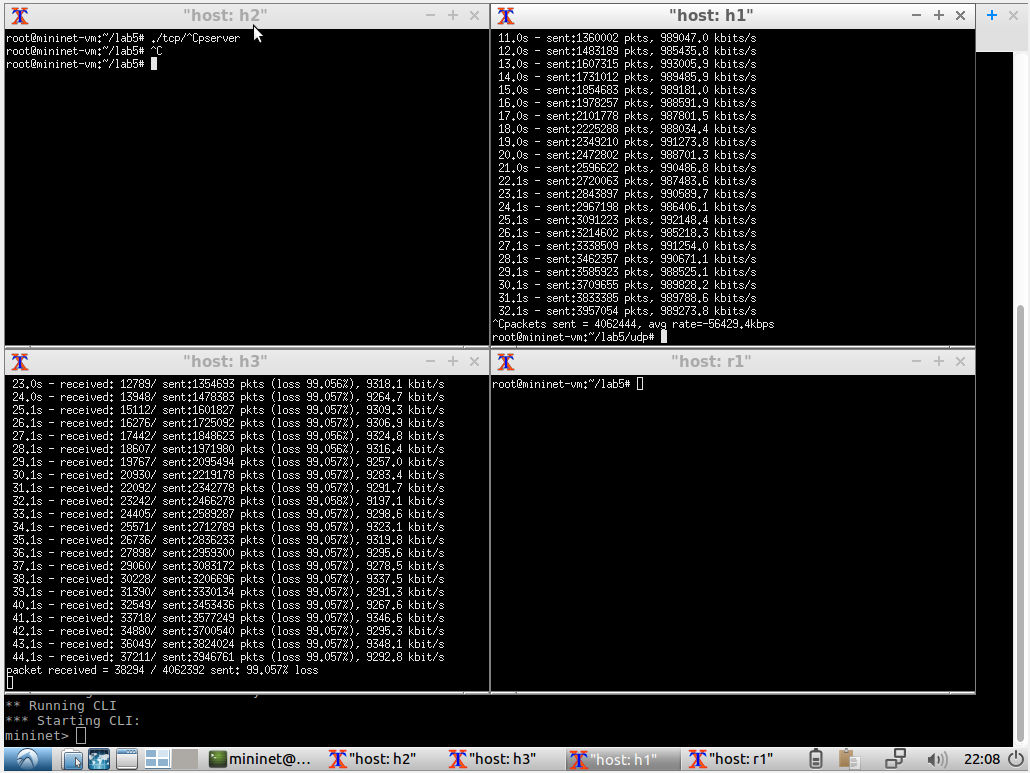 "host: h2"
root@mininet-vm:~/lab5# ./tcp/^Cpserver
root@mininet-vm:~/lab5# ^C
root@mininet-vm:~/lab5#
"host: h1"
11.0s - sent:1360002 pkts, 989047.0 kbits/s
12.0s - sent:1483189 pkts, 985435.8 kbits/s
13.0s - sent:1607315 pkts, 993005.9 kbits/s
14.0s - sent:1731012 pkts, 989485.9 kbits/s
15.0s - sent:1854683 pkts, 989181.0 kbits/s
16.0s - sent:1978257 pkts, 988591.9 kbits/s
17.0s - sent:2101778 pkts, 987801.5 kbits/s
18.0s - sent:2225288 pkts, 988034.4 kbits/s
19.0s - sent:2349210 pkts, 991273.8 kbits/s
20.0s - sent:2472802 pkts, 988701.3 kbits/s
21.0s - sent:2596622 pkts, 990486.8 kbits/s
22.1s - sent:2720063 pkts, 987483.6 kbits/s
23.1s - sent:2843897 pkts, 990589.7 kbits/s
24.1s - sent:2967198 pkts, 986406.1 kbits/s
25.1s - sent:3091223 pkts, 992148.4 kbits/s
26.1s - sent:3214602 pkts, 985218.3 kbits/s
27.1s - sent:3338509 pkts, 991254.0 kbits/s
28.1s - sent:3462357 pkts, 990671.1 kbits/s
29.1s - sent:3585923 pkts, 988525.1 kbits/s
30.1s - sent:3709655 pkts, 989828.2 kbits/s
31.1s - sent:3833385 pkts, 989788.6 kbits/s
32.1s - sent:3957054 pkts, 989273.8 kbits/s
^Cpackets sent = 4062444, avg rate=-56429.4kbps
root@mininet-vm:~/lab5/udp#
"host: h3"
23.0s - received: 12789/ sent:1354693 pkts (loss 99.056%), 9318.1 kbit/s
24.0s - received: 13948/ sent:1478383 pkts (loss 99.057%), 9264.7 kbit/s
25.1s - received: 15112/ sent:1601827 pkts (loss 99.057%), 9309.3 kbit/s
26.1s - received: 16276/ sent:1725092 pkts (loss 99.057%), 9306.9 kbit/s
27.1s - received: 17442/ sent:1848623 pkts (loss 99.056%), 9324.8 kbit/s
28.1s - received: 18607/ sent:1971980 pkts (loss 99.056%), 9316.4 kbit/s
29.1s - received: 19767/ sent:2095494 pkts (loss 99.057%), 9257.0 kbit/s
30.1s - received: 20930/ sent:2219178 pkts (loss 99.057%), 9283.4 kbit/s
31.1s - received: 22092/ sent:2342778 pkts (loss 99.057%), 9291.7 kbit/s
32.1s - received: 23242/ sent:2466278 pkts (loss 99.058%), 9197.1 kbit/s
33.1s - received: 24405/ sent:2589287 pkts (loss 99.057%), 9298.6 kbit/s
34.1s - received: 25571/ sent:2712789 pkts (loss 99.057%), 9323.1 kbit/s
35.1s - received: 26736/ sent:2836233 pkts (loss 99.057%), 9319.8 kbit/s
36.1s - received: 27898/ sent:2959300 pkts (loss 99.057%), 9295.6 kbit/s
37.1s - received: 29060/ sent:3083172 pkts (loss 99.057%), 9278.5 kbit/s
38.1s - received: 30228/ sent:3206696 pkts (loss 99.057%), 9337.5 kbit/s
39.1s - received: 31390/ sent:3330134 pkts (loss 99.057%), 9291.3 kbit/s
40.1s - received: 32549/ sent:3453436 pkts (loss 99.057%), 9267.6 kbit/s
41.1s - received: 33718/ sent:3577249 pkts (loss 99.057%), 9346.6 kbit/s
42.1s - received: 34880/ sent:3700540 pkts (loss 99.057%), 9295.3 kbit/s
43.1s - received: 36049/ sent:3824024 pkts (loss 99.057%), 9348.1 kbit/s
44.1s - received: 37211/ sent:3946761 pkts (loss 99.057%), 9292.8 kbit/s
packet received = 38294 / 4062392 sent: 99.057% loss
"host: r1"
root@mininet-vm:~/lab5#
** Running CLI
*** Starting CLI:
mininet>
mininet@...
"host: h2"
"host: h3"
"host: h1"
"host: r1"
22:08